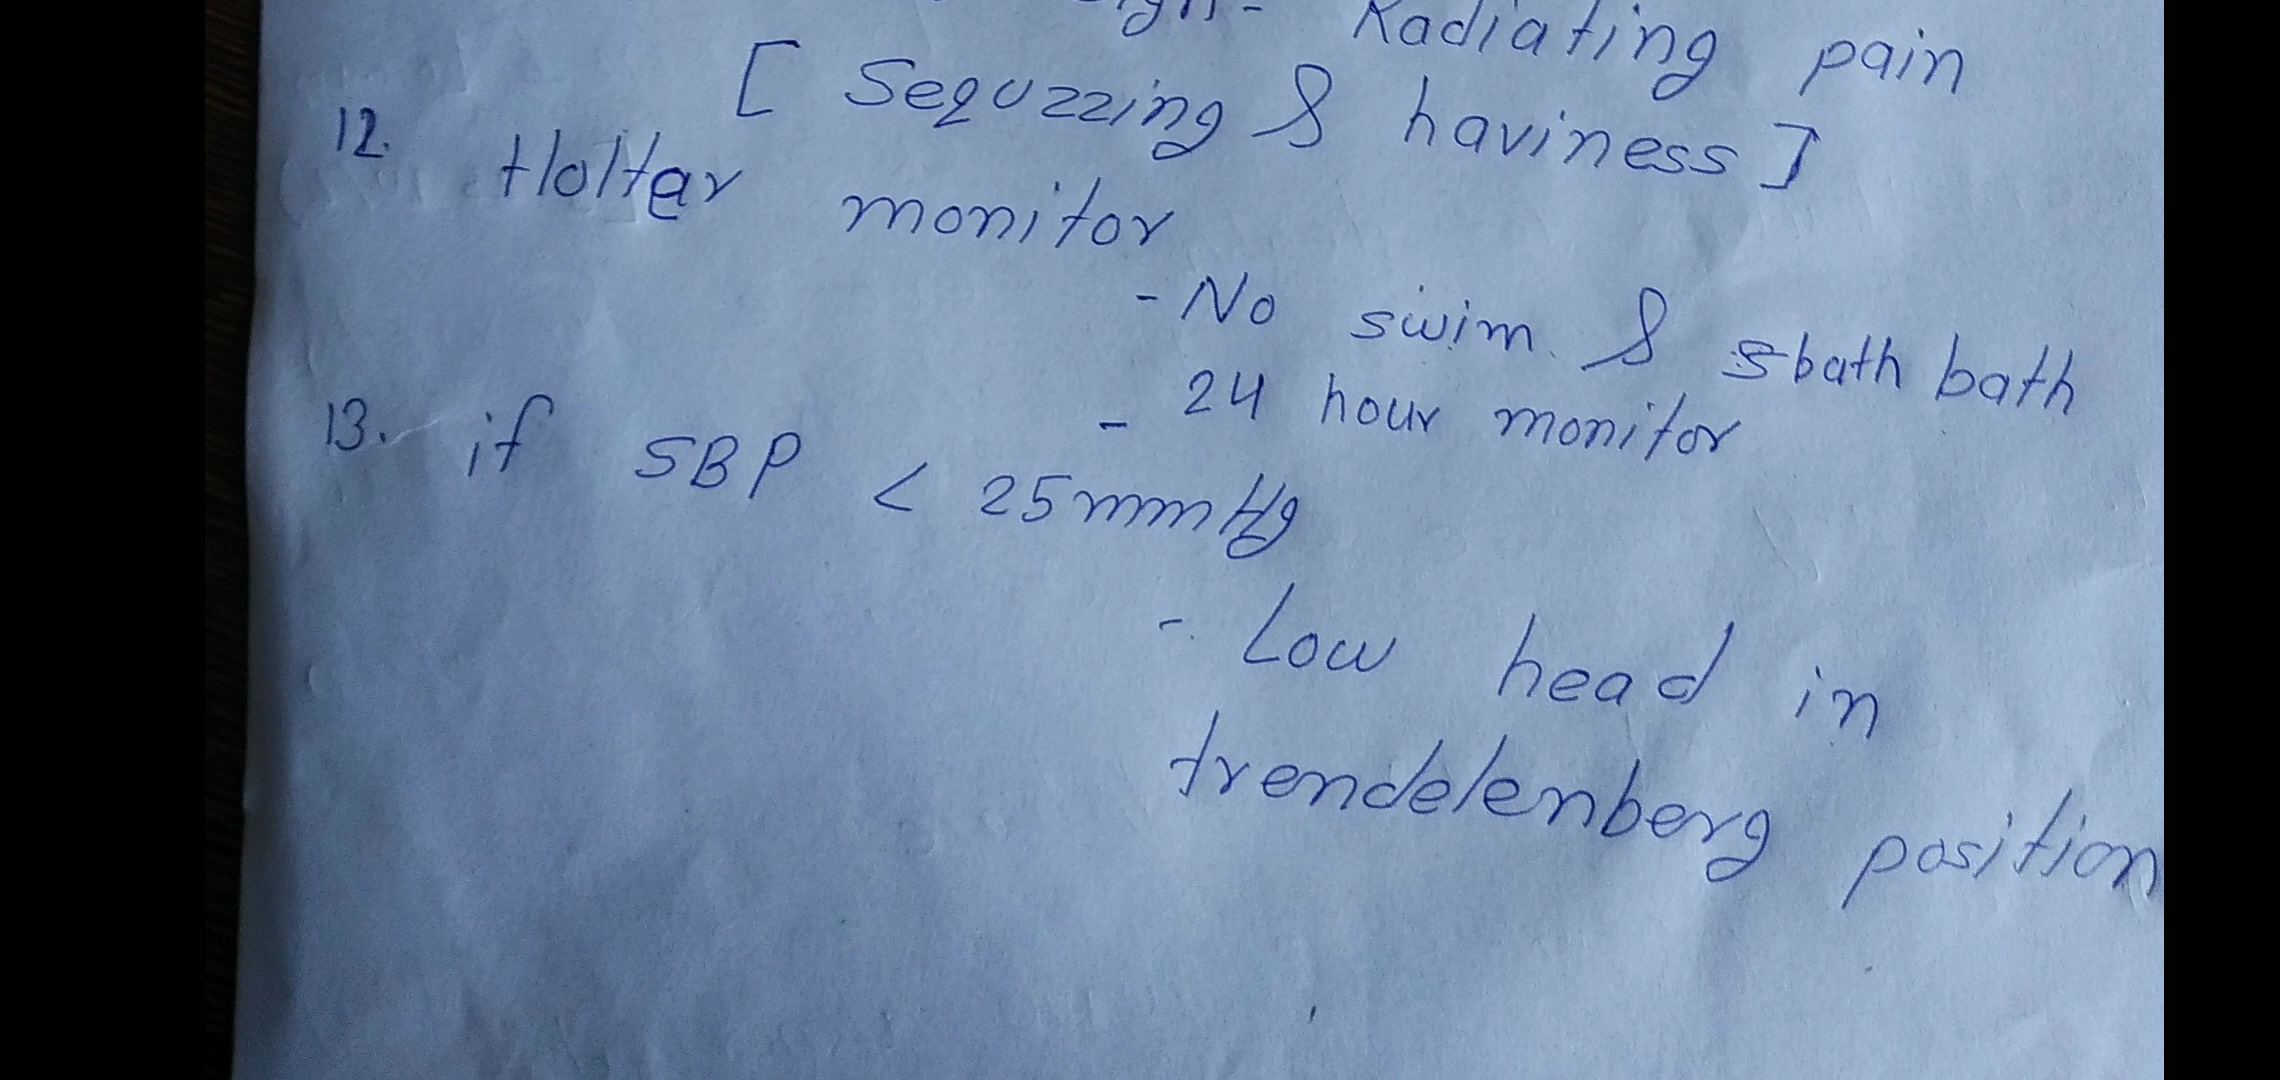 Radiating pain
[ Sequzzing & haviness ]
12. Holter monitor
- No swim & sbath bath
- 24 hour monitor
13. if SBP < 25mmHg
- Low head in
trendelenberg position